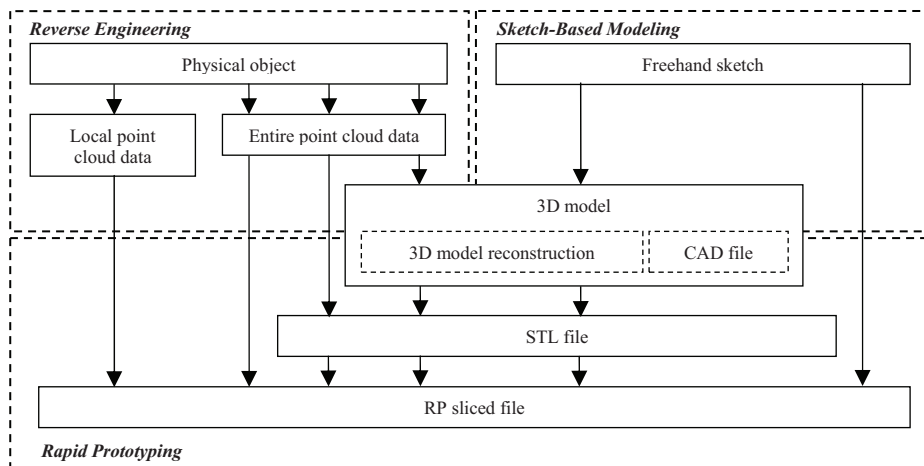 Reverse Engineering
Sketch-Based Modeling
Physical object
Freehand sketch
Local point
cloud data
Entire point cloud data
3D model
3D model reconstruction
CAD file
STL file
RP sliced file
Rapid Prototyping